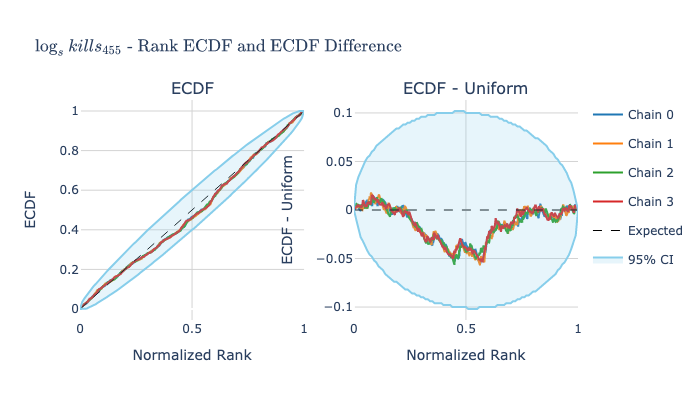 log_s kills_455 - Rank ECDF and ECDF Difference
ECDF
ECDF
1
0.8
0.6
0.4
0.2
0
0
0.5
1
Normalized Rank
ECDF - Uniform
ECDF - Uniform
0.1
0.05
0
−0.05
−0.1
0
0.5
1
Normalized Rank
Chain 0
Chain 1
Chain 2
Chain 3
Expected
95% CI